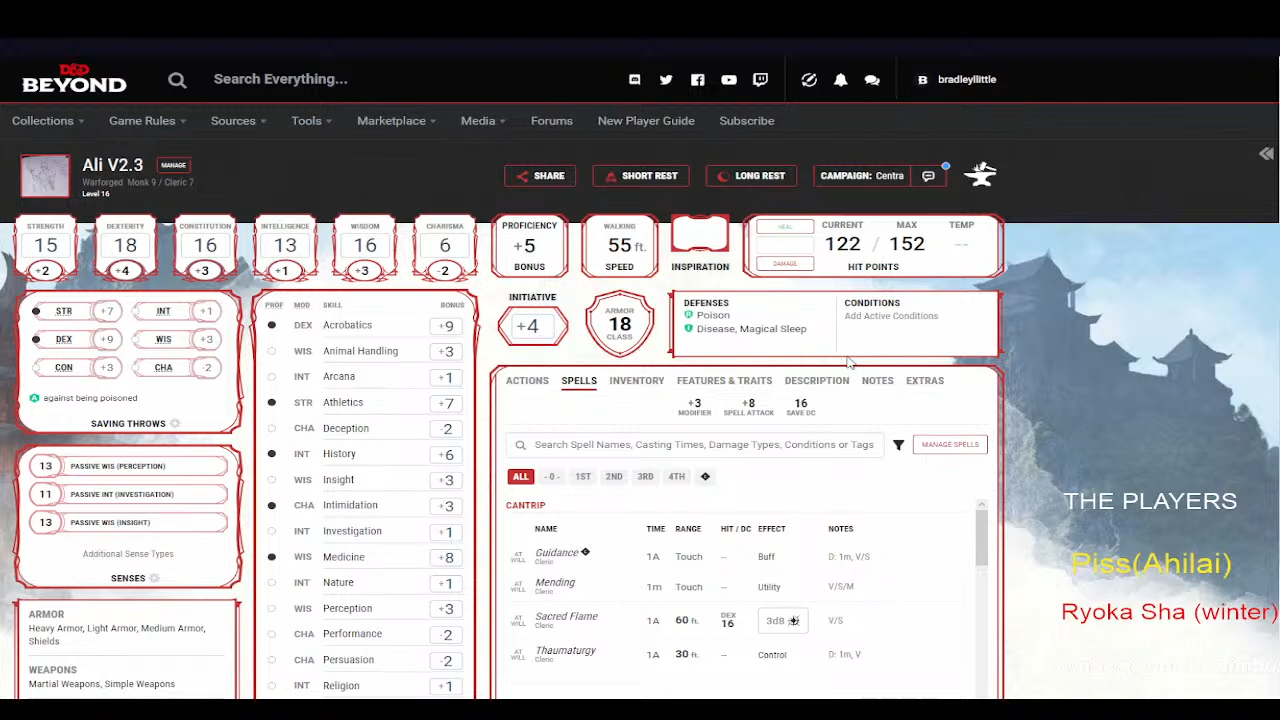 D&D
BEYOND
Search Everything...
B bradleyllittle
Collections
Game Rules
Sources
Tools
Marketplace
Media
Forums
New Player Guide
Subscribe
Ali V2.3
MANAGE
Warforged Monk 9 / Cleric 7
Level 16
SHARE
SHORT REST
LONG REST
CAMPAIGN: Centra
STRENGTH
15
+2
DEXTERITY
18
+4
CONSTITUTION
16
+3
INTELLIGENCE
13
+1
WISDOM
16
+3
CHARISMA
6
-2
PROFICIENCY
+5
BONUS
WALKING
55 ft.
SPEED
INSPIRATION
HEAL
DAMAGE
CURRENT
122
/
MAX
152
TEMP
--
HIT POINTS
STR +7
INT +1
DEX +9
WIS +3
CON +3
CHA -2
against being poisoned
SAVING THROWS
13 PASSIVE WIS (PERCEPTION)
11 PASSIVE INT (INVESTIGATION)
13 PASSIVE WIS (INSIGHT)
Additional Sense Types
SENSES
ARMOR
Heavy Armor, Light Armor, Medium Armor,
Shields
WEAPONS
Martial Weapons, Simple Weapons
PROF MOD SKILL BONUS
DEX Acrobatics +9
WIS Animal Handling +3
INT Arcana +1
STR Athletics +7
CHA Deception -2
INT History +6
WIS Insight +3
CHA Intimidation +3
INT Investigation +1
WIS Medicine +8
INT Nature +1
WIS Perception +3
CHA Performance -2
CHA Persuasion -2
INT Religion +1
INITIATIVE
+4
ARMOR
18
CLASS
DEFENSES
Poison
Disease, Magical Sleep
CONDITIONS
Add Active Conditions
ACTIONS
SPELLS
INVENTORY
FEATURES & TRAITS
DESCRIPTION
NOTES
EXTRAS
+3
MODIFIER
+8
SPELL ATTACK
16
SAVE DC
Search Spell Names, Casting Times, Damage Types, Conditions or Tags
MANAGE SPELLS
ALL
- 0 -
1ST
2ND
3RD
4TH
CANTRIP
NAME TIME RANGE HIT / DC EFFECT NOTES
AT WILL Guidance 1A Touch -- Buff D: 1m, V/S
Cleric
AT WILL Mending 1m Touch -- Utility V/S/M
Cleric
AT WILL Sacred Flame 1A 60 ft. DEX 16 3d8 V/S
Cleric
AT WILL Thaumaturgy 1A 30 ft. -- Control D: 1m, V
Cleric
THE PLAYERS
Piss(Ahilai)
Ryoka Sha (winter)